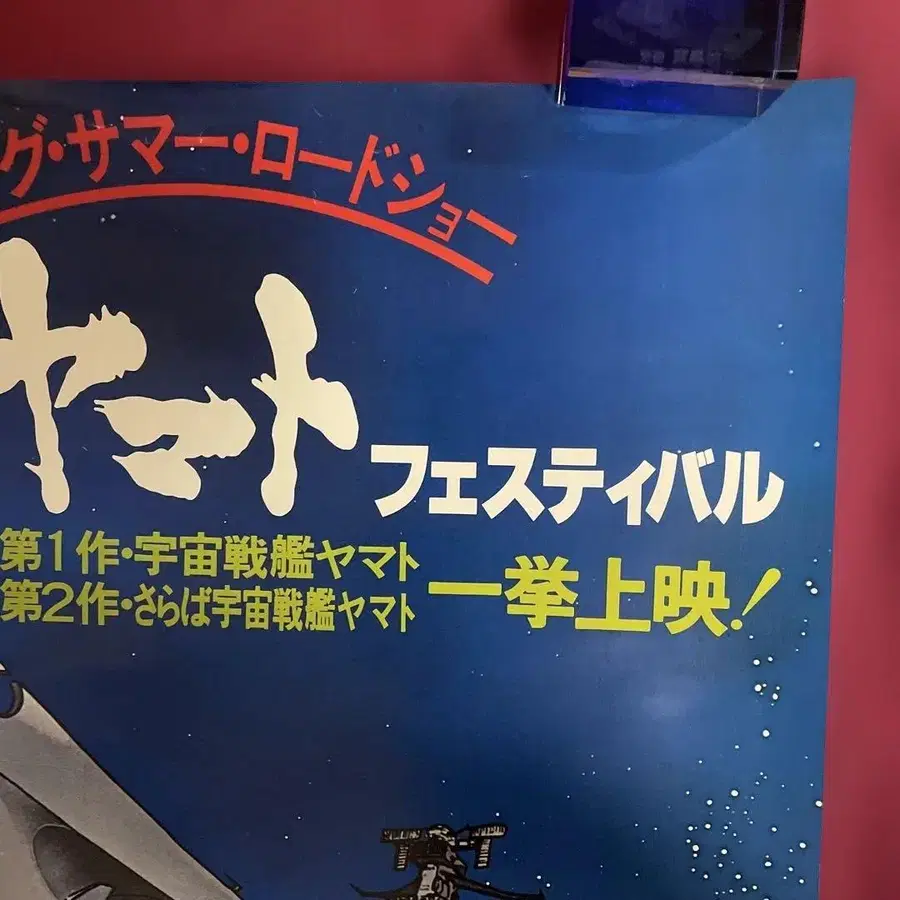 グ・サマー・ロードショー
ヤマト
フェスティバル
第1作・宇宙戦艦ヤマト
第2作・さらば宇宙戦艦ヤマト
一挙上映!